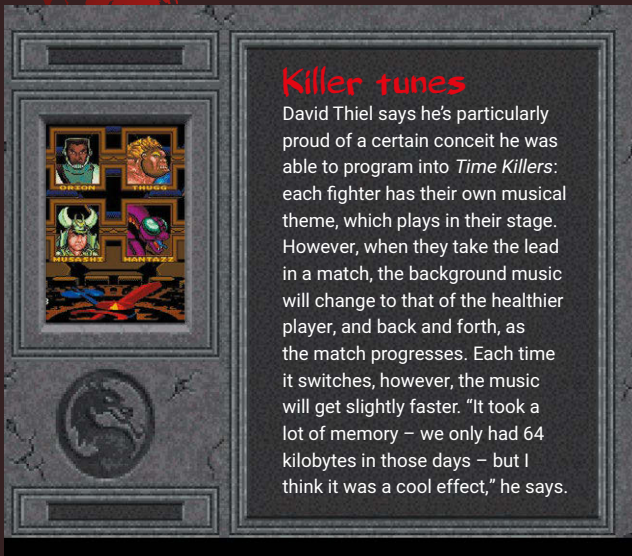 Killer tunes
David Thiel says he's particularly
proud of a certain conceit he was
able to program into Time Killers:
each fighter has their own musical
theme, which plays in their stage.
However, when they take the lead
in a match, the background music
will change to that of the healthier
player, and back and forth, as
the match progresses. Each time
it switches, however, the music
will get slightly faster. “It took a
lot of memory – we only had 64
kilobytes in those days – but I
think it was a cool effect,” he says.
ORION
THUGG
MUSASHI
MANTAZZ